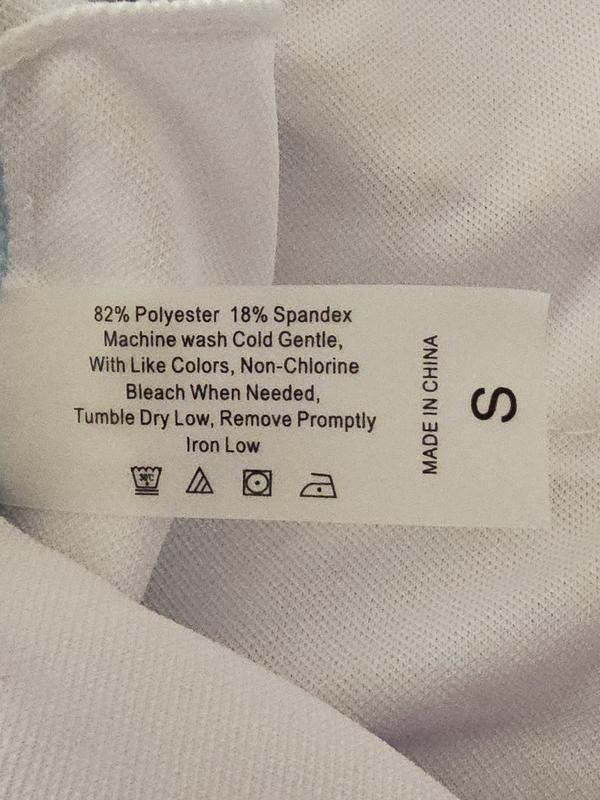 82% Polyester 18% Spandex
Machine wash Cold Gentle,
With Like Colors, Non-Chlorine
Bleach When Needed,
Tumble Dry Low, Remove Promptly
Iron Low
30°C
MADE IN CHINA
S